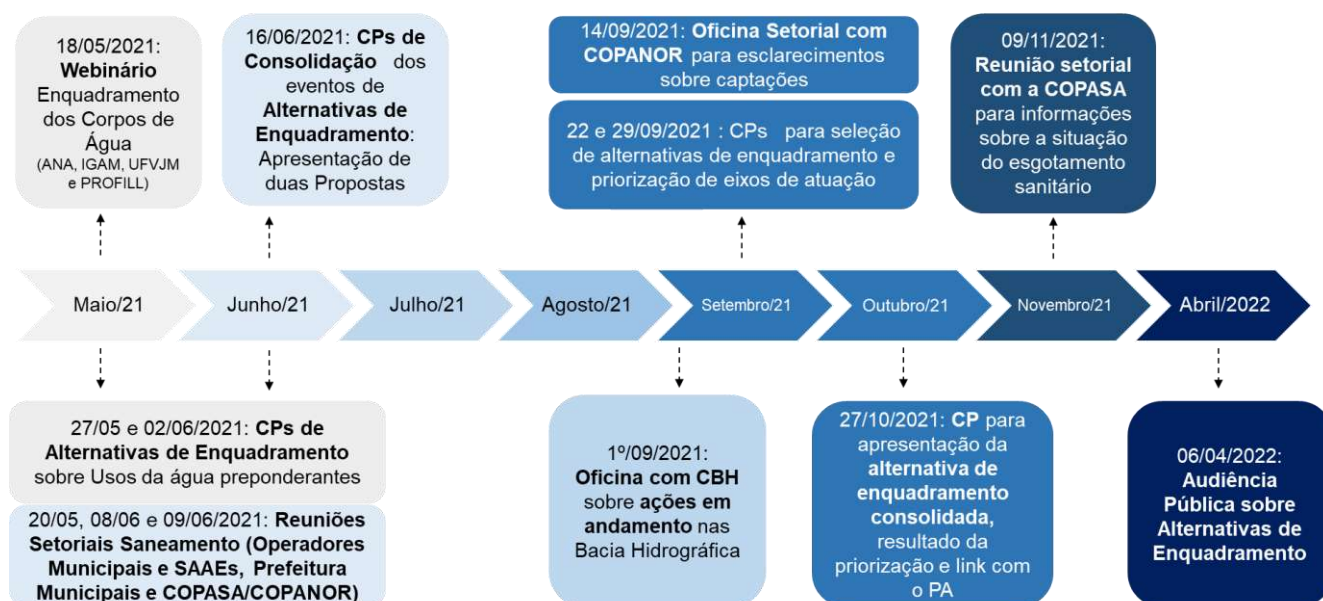 18/05/2021:
Webinário
Enquadramento
dos Corpos de
Água
(ANA, IGAM, UFVJM
e PROFILL)
16/06/2021: CPs de
Consolidação dos
eventos de
Alternativas de
Enquadramento:
Apresentação de
duas Propostas
14/09/2021: Oficina Setorial com
COPANOR para esclarecimentos
sobre captações
22 e 29/09/2021 : CPs para seleção
de alternativas de enquadramento e
priorização de eixos de atuação
09/11/2021:
Reunião setorial
com a COPASA
para informações
sobre a situação
do esgotamento
sanitário
Maio/21
Junho/21
Julho/21
Agosto/21
Setembro/21
Outubro/21
Novembro/21
Abril/2022
27/05 e 02/06/2021: CPs de
Alternativas de Enquadramento
sobre Usos da água preponderantes
20/05, 08/06 e 09/06/2021: Reuniões
Setoriais Saneamento (Operadores
Municipais e SAAEs, Prefeitura
Municipais e COPASA/COPANOR)
1º/09/2021:
Oficina com CBH
sobre ações em
andamento nas
Bacia Hidrográfica
27/10/2021: CP para
apresentação da
alternativa de
enquadramento
consolidada,
resultado da
priorização e link com
o PA
06/04/2022:
Audiência
Pública sobre
Alternativas de
Enquadramento